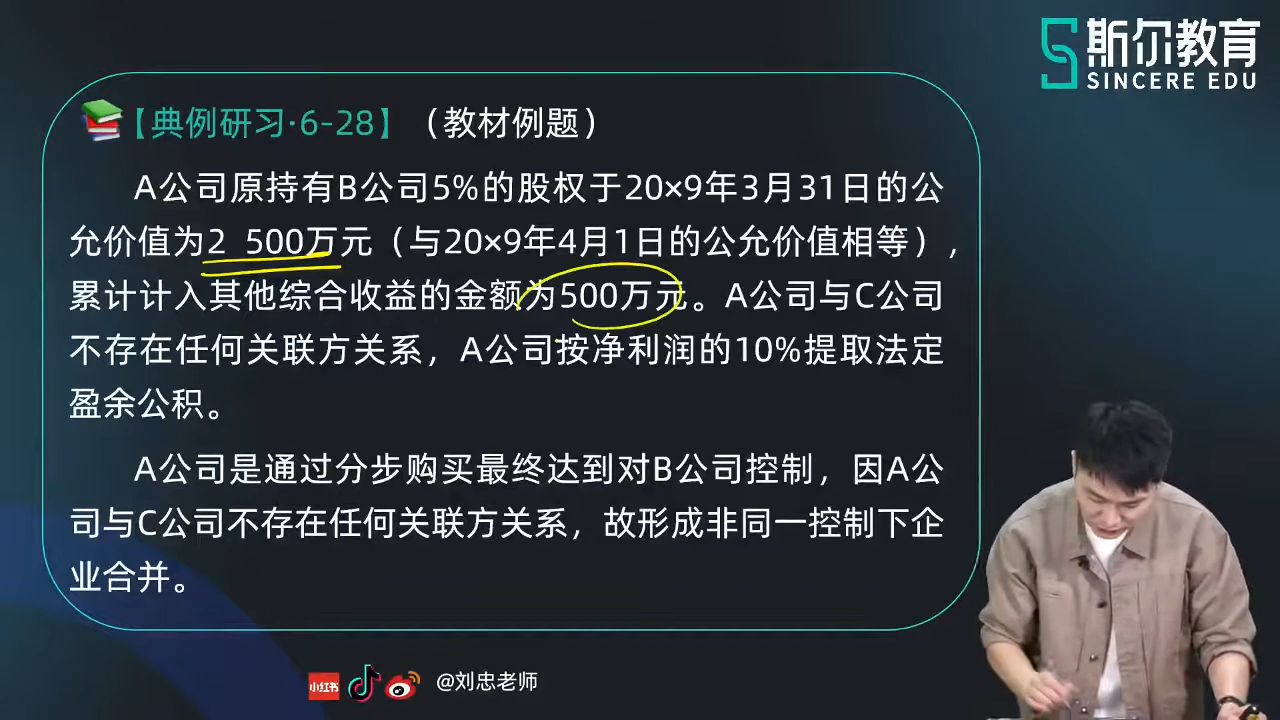 斯尔教育
SINCERE EDU
【典例研习·6-28】（教材例题）
A公司原持有B公司5%的股权于20×9年3月31日的公
允价值为2 500万元（与20×9年4月1日的公允价值相等），
累计计入其他综合收益的金额为500万元。A公司与C公司
不存在任何关联方关系，A公司按净利润的10%提取法定
盈余公积。
A公司是通过分步购买最终达到对B公司控制，因A公
司与C公司不存在任何关联方关系，故形成非同一控制下企
业合并。
小红书 @刘忠老师